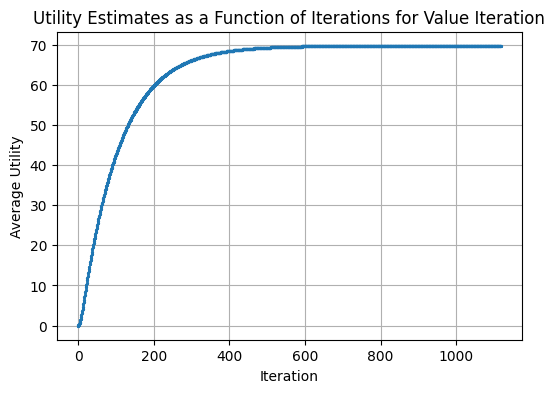 Utility Estimates as a Function of Iterations for Value Iteration
70
60
50
40
30
20
10
0
Average Utility
0 200 400 600 800 1000
Iteration